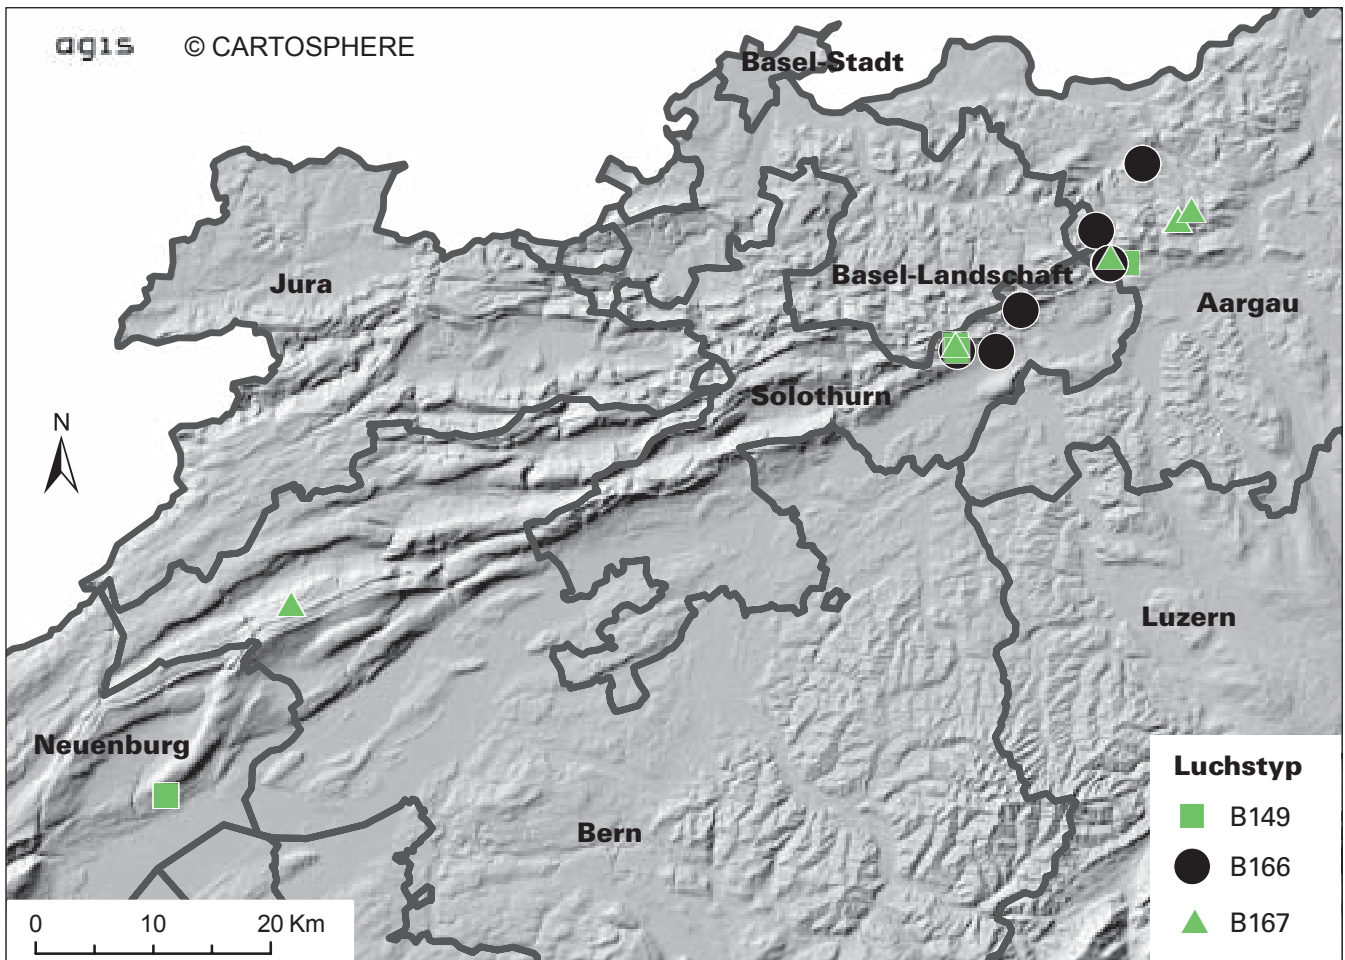 agis © CARTOSPHERE
Basel-Stadt
Jura
Basel-Landschaft
Aargau
Solothurn
N
Luzern
Neuenburg
Bern
Luchstyp
B149
B166
B167
0 10 20 Km